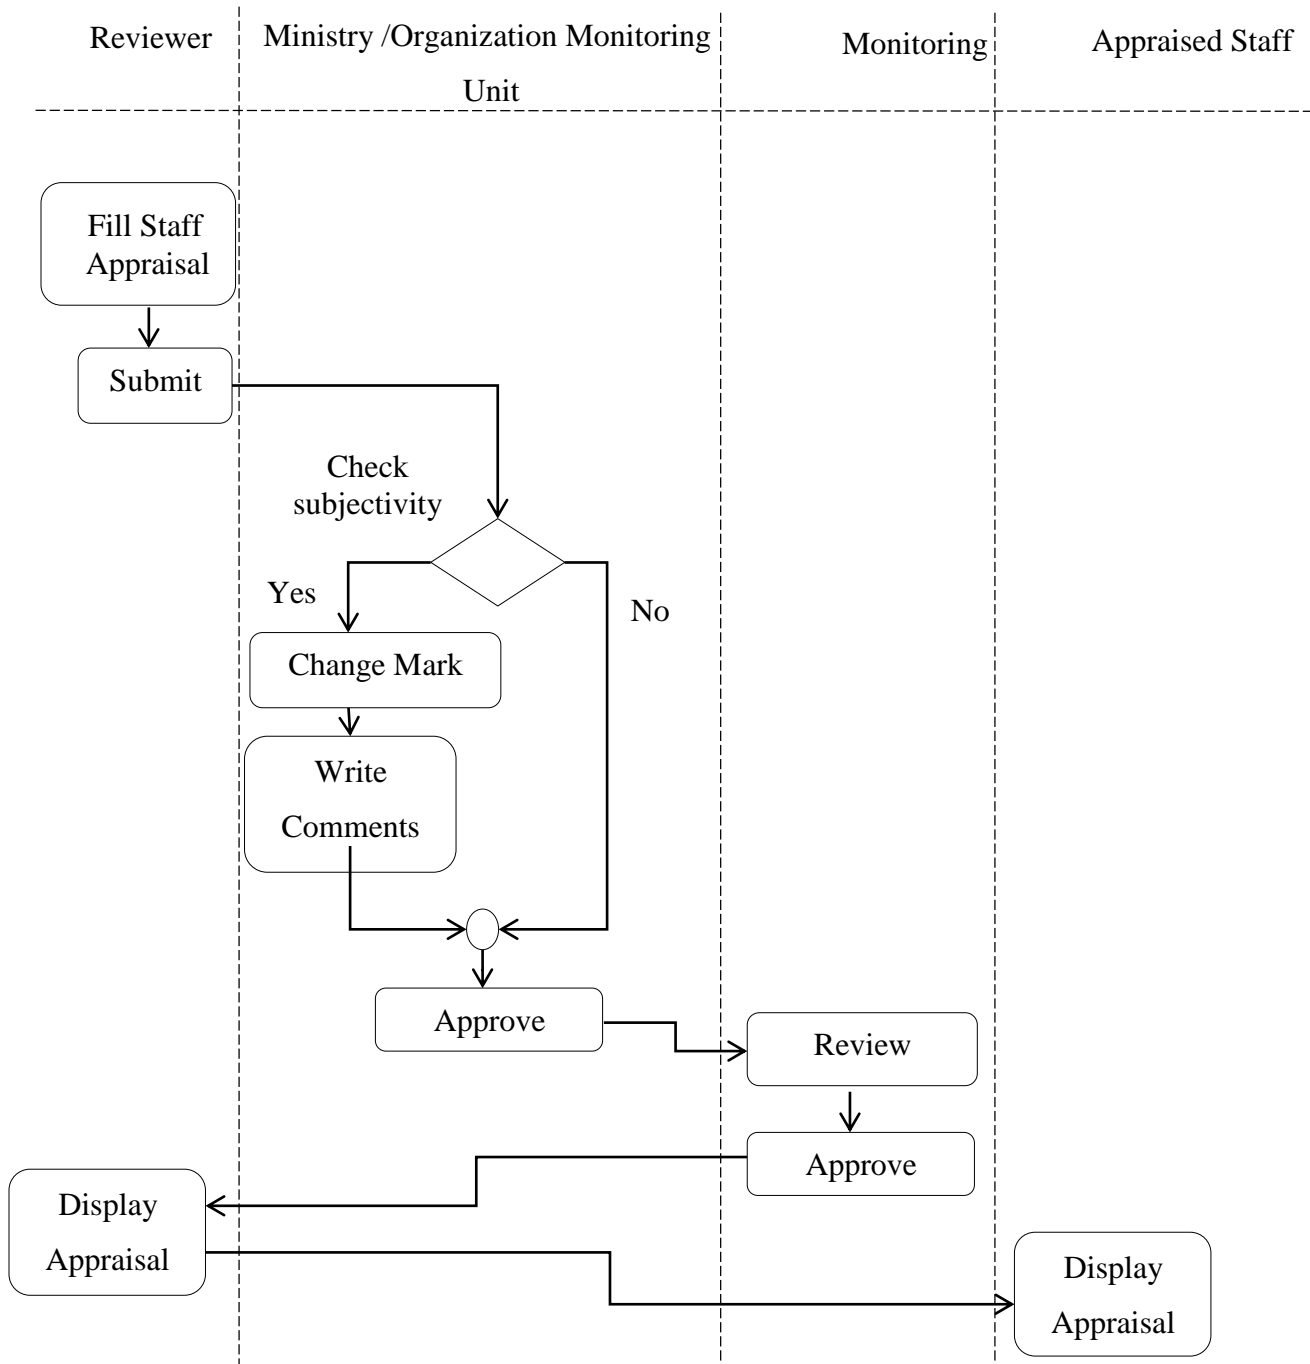 Reviewer
Ministry /Organization Monitoring
Unit
Monitoring
Appraised Staff
Fill Staff
Appraisal
Submit
Check
subjectivity
Yes
No
Change Mark
Write
Comments
Approve
Review
Approve
Display
Appraisal
Display
Appraisal